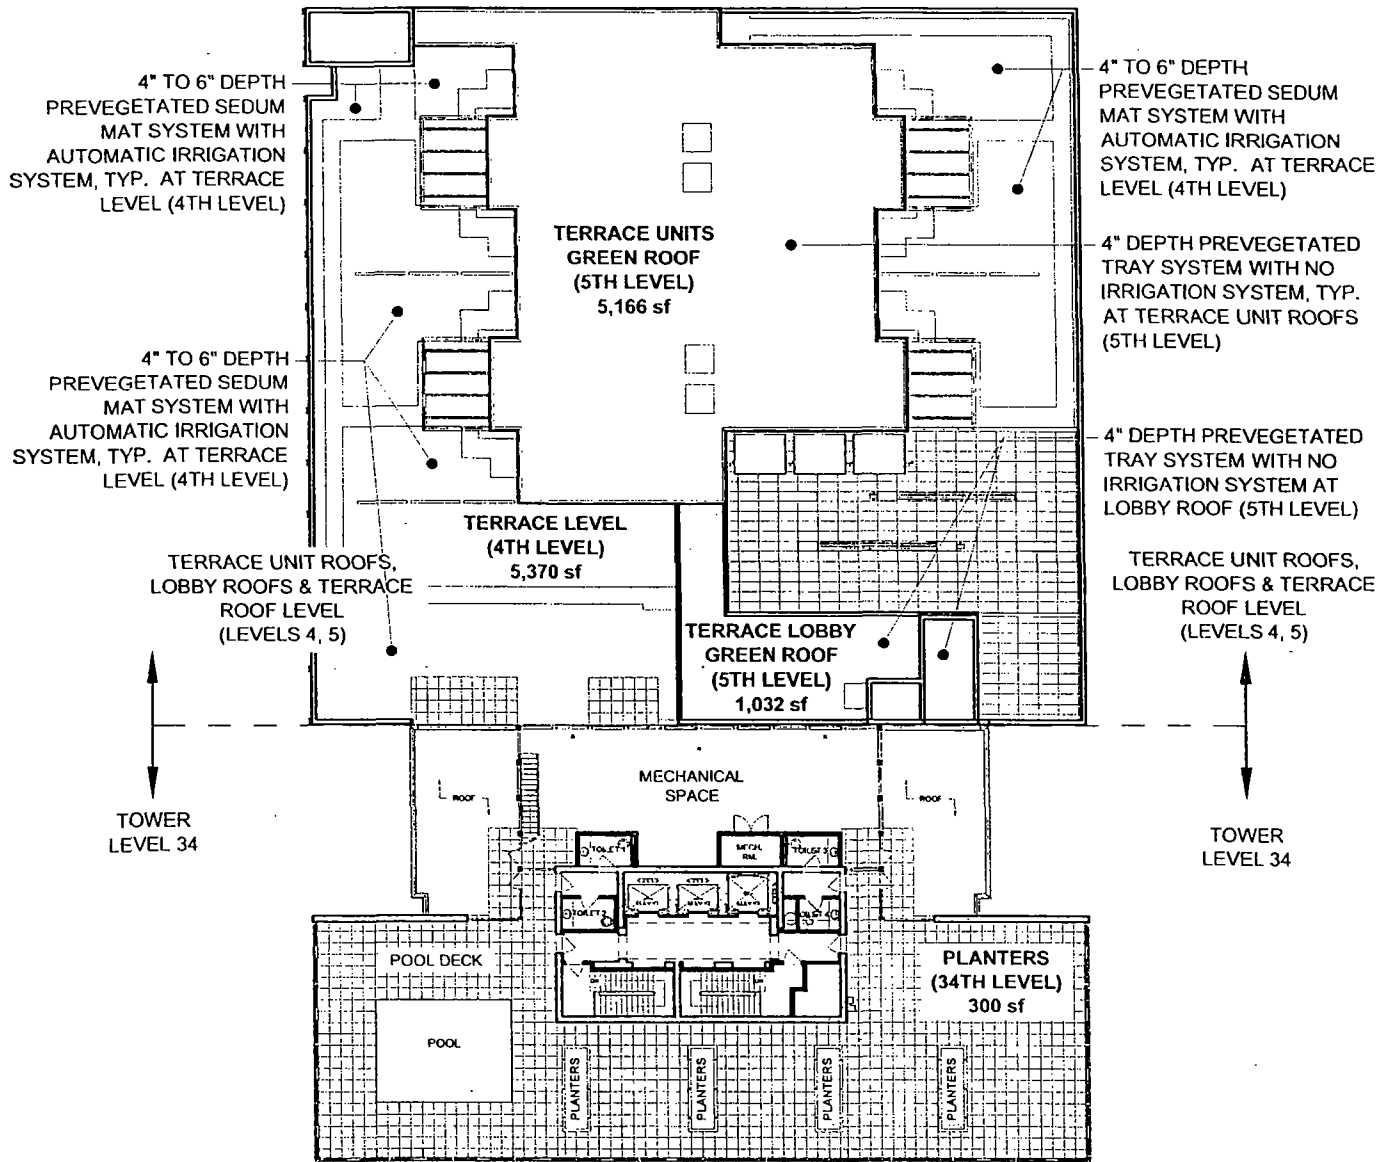 4" TO 6" DEPTH
PREVEGETATED SEDUM
MAT SYSTEM WITH
AUTOMATIC IRRIGATION
SYSTEM, TYP. AT TERRACE
LEVEL (4TH LEVEL)
4" TO 6" DEPTH
PREVEGETATED SEDUM
MAT SYSTEM WITH
AUTOMATIC IRRIGATION
SYSTEM, TYP. AT TERRACE
LEVEL (4TH LEVEL)
TERRACE UNITS
GREEN ROOF
(5TH LEVEL)
5,166 sf
4" DEPTH PREVEGETATED
TRAY SYSTEM WITH NO
IRRIGATION SYSTEM, TYP.
AT TERRACE UNIT ROOFS
(5TH LEVEL)
4" TO 6" DEPTH
PREVEGETATED SEDUM
MAT SYSTEM WITH
AUTOMATIC IRRIGATION
SYSTEM, TYP. AT TERRACE
LEVEL (4TH LEVEL)
4" DEPTH PREVEGETATED
TRAY SYSTEM WITH NO
IRRIGATION SYSTEM AT
LOBBY ROOF (5TH LEVEL)
TERRACE LEVEL
(4TH LEVEL)
5,370 sf
TERRACE UNIT ROOFS,
LOBBY ROOFS & TERRACE
ROOF LEVEL
(LEVELS 4, 5)
TERRACE UNIT ROOFS,
LOBBY ROOFS & TERRACE
ROOF LEVEL
(LEVELS 4, 5)
TERRACE LOBBY
GREEN ROOF
(5TH LEVEL)
1,032 sf
MECHANICAL
SPACE
ROOF
ROOF
TOWER
LEVEL 34
TOWER
LEVEL 34
TOILET 1
MECH.
RM.
TOILET 3
TOILET 2
POOL DECK
PLANTERS
(34TH LEVEL)
300 sf
POOL
PLANTERS
PLANTERS
PLANTERS
PLANTERS